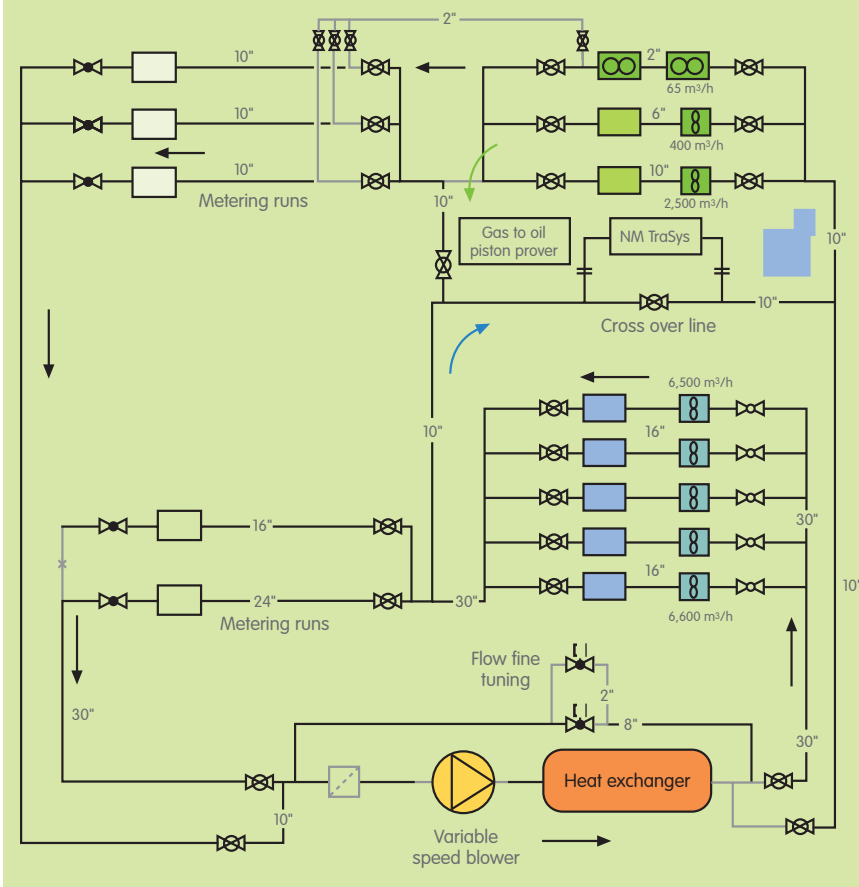 2"
10"
2"
65 m³/h
10"
6"
400 m³/h
10"
10"
2,500 m³/h
Metering runs
10"
Gas to oil
piston prover
NM TraSys
10"
10"
Cross over line
6,500 m³/h
10"
16"
30"
16"
24"
30"
16"
10"
6,600 m³/h
Metering runs
Flow fine
tuning
2"
30"
8"
30"
Heat exchanger
10"
Variable
speed blower